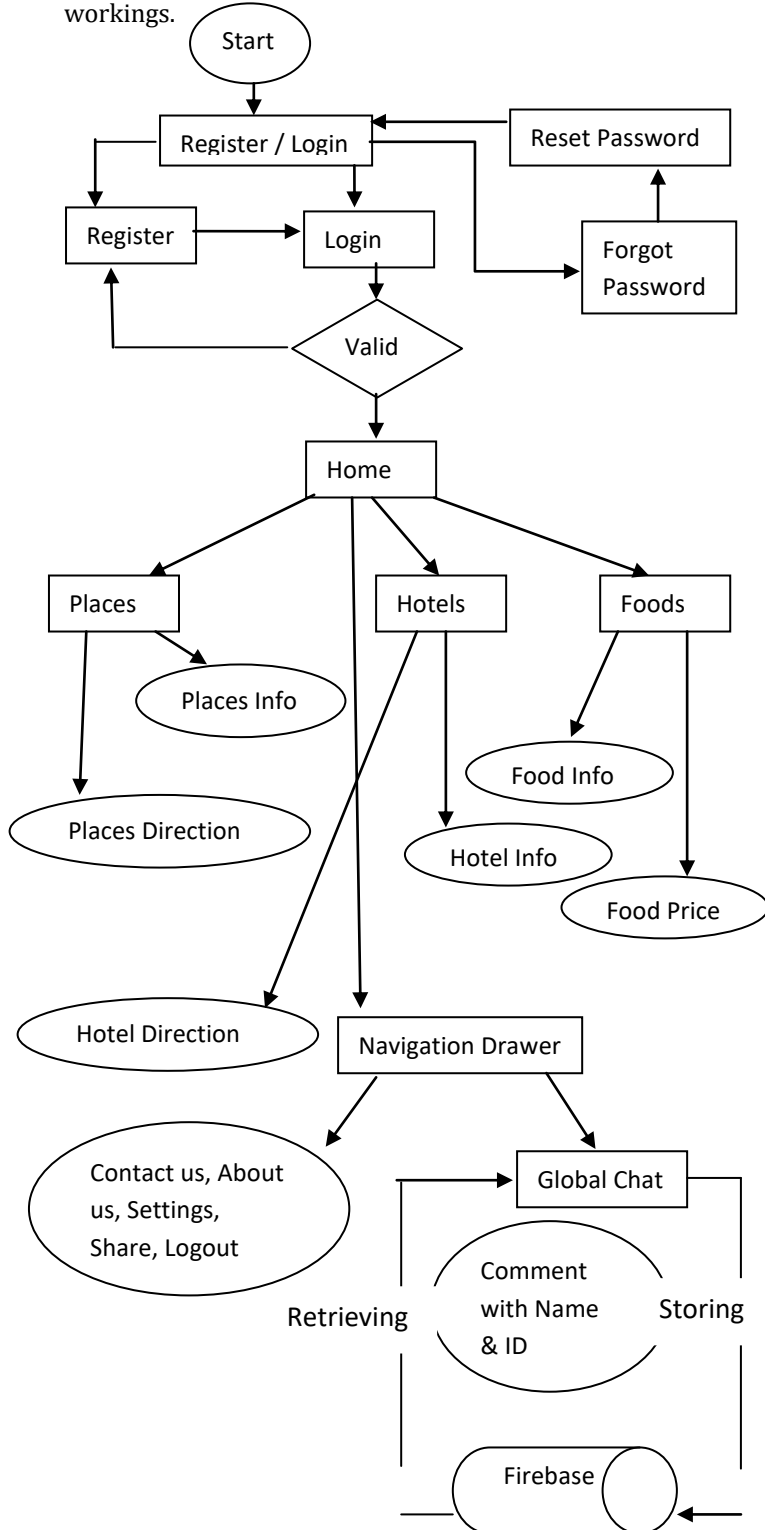 workings.
Start
Register / Login
Reset Password
Register
Login
Forgot
Password
Valid
Home
Places
Hotels
Foods
Places Info
Food Info
Places Direction
Hotel Info
Food Price
Hotel Direction
Navigation Drawer
Contact us, About
us, Settings,
Share, Logout
Global Chat
Comment
with Name
& ID
Retrieving
Storing
Firebase